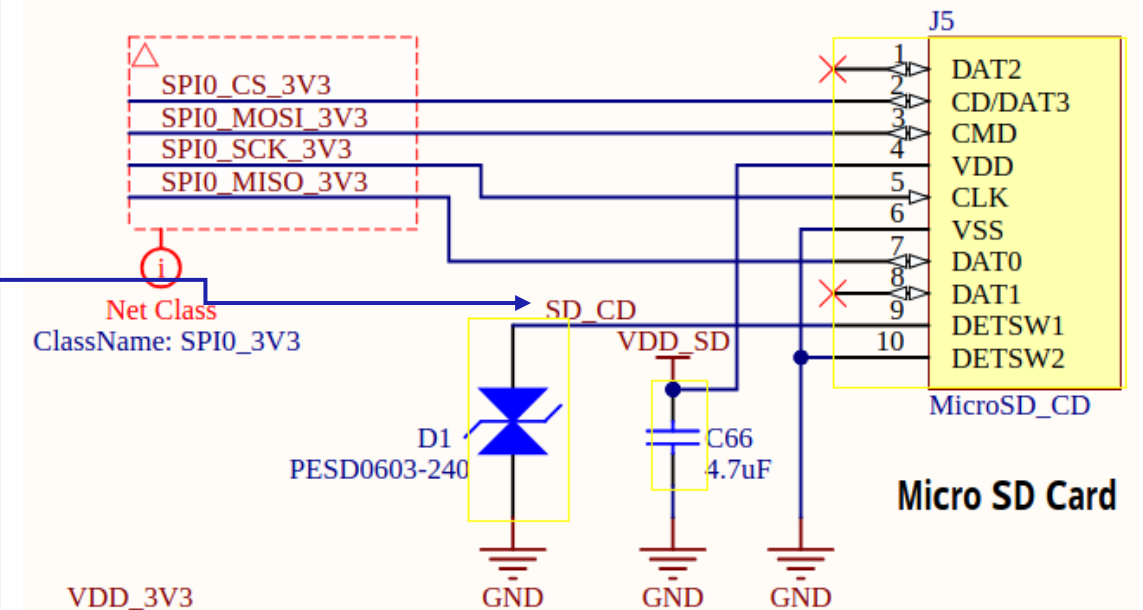 J5
SPI0_CS_3V3
SPI0_MOSI_3V3
SPI0_SCK_3V3
SPI0_MISO_3V3
1 DAT2
2 CD/DAT3
3 CMD
4 VDD
5 CLK
6 VSS
7 DAT0
8 DAT1
9 DETSW1
10 DETSW2
i
Net Class
ClassName: SPI0_3V3
SD_CD
VDD_SD
MicroSD_CD
D1
PESD0603-240
C66
4.7uF
Micro SD Card
GND
GND
GND
VDD_3V3